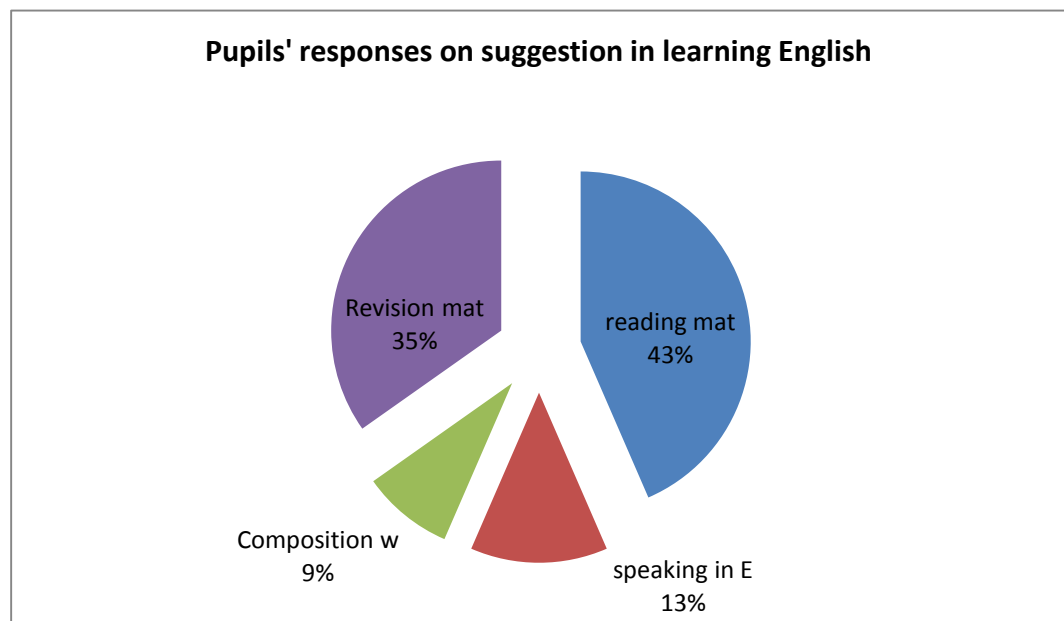 Pupils' responses on suggestion in learning English
Revision mat
35%
reading mat
43%
Composition w
9%
speaking in E
13%